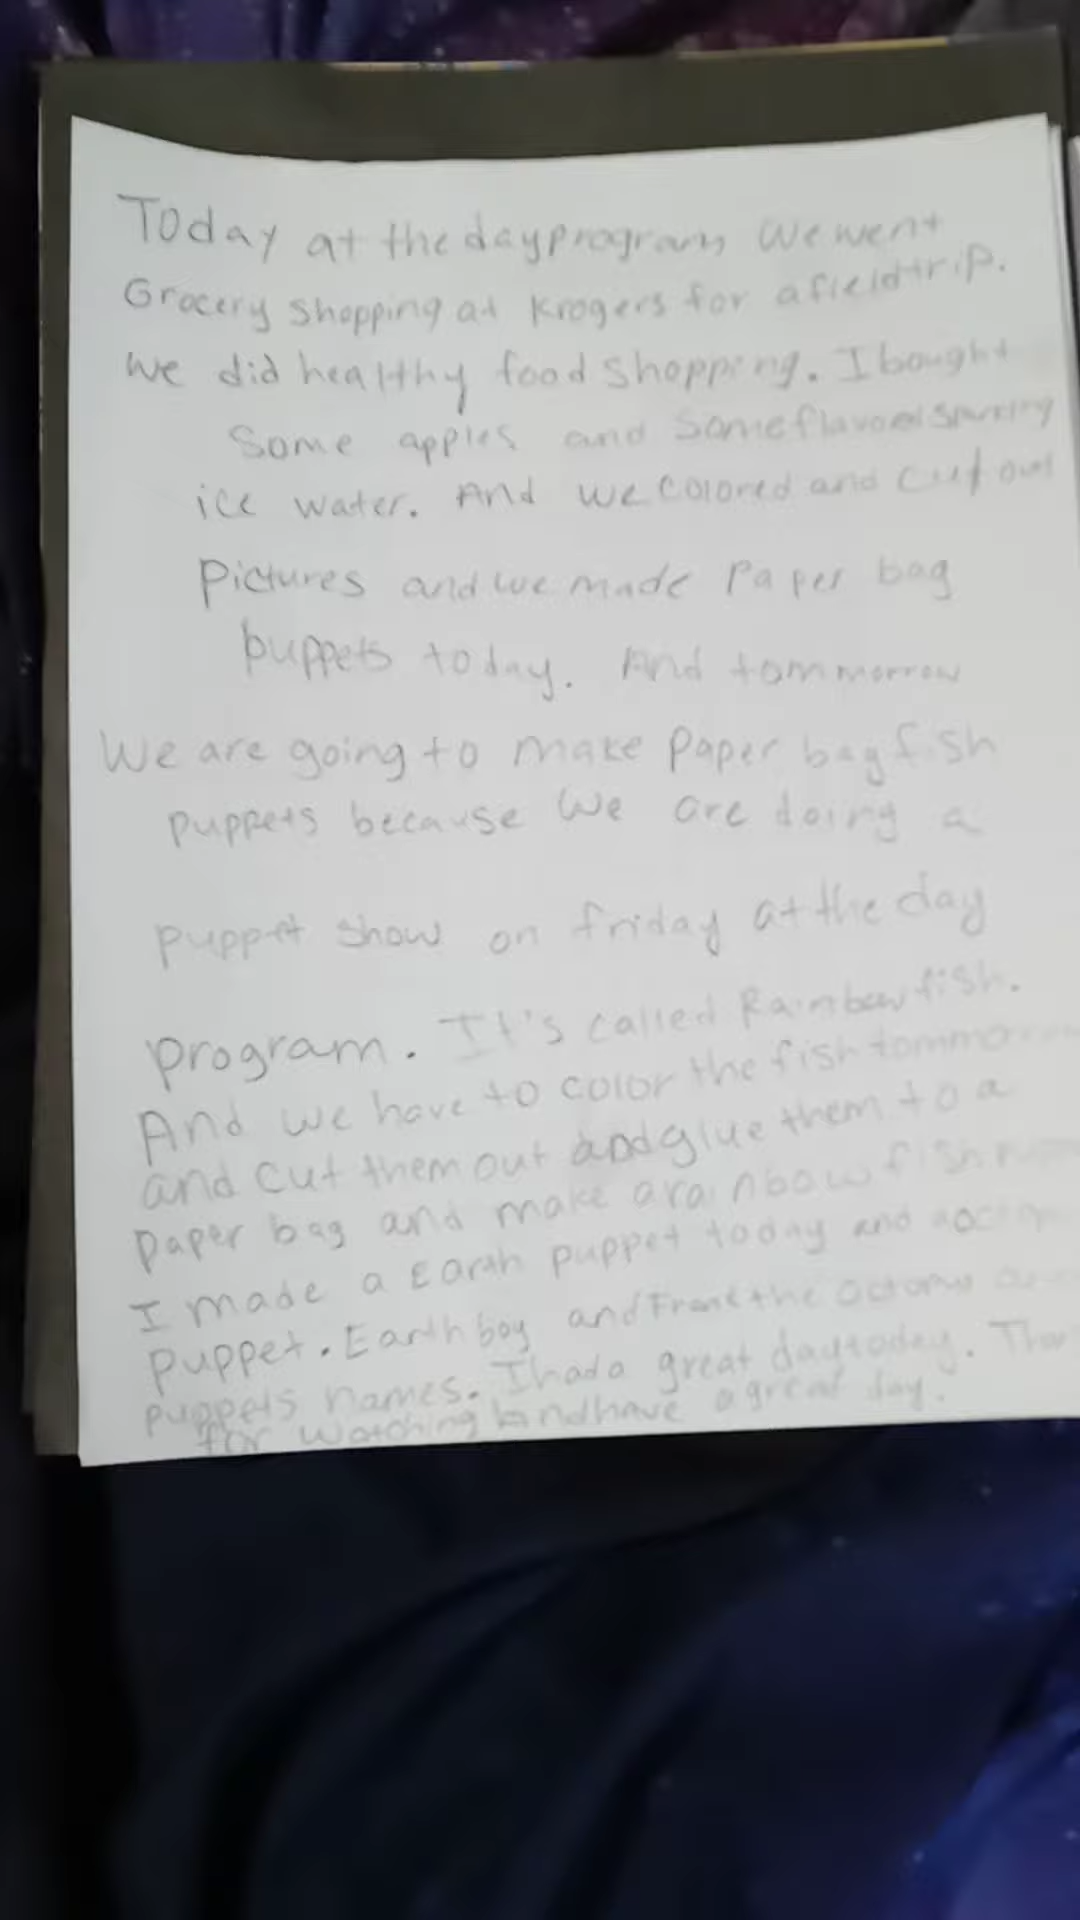 Today at the day program We went
Grocery Shopping at Krogers for a fieldtrip.
We did healthy food shopping. I bought
Some apples and some flavored sparkling
ice water. And we colored and cut out
Pictures and we made Paper bag
puppets today. And tommorrow
We are going to make Paper bag fish
puppets because We are doing a
puppet show on friday at the day
program. It's called Rainbow fish.
And we have to color the fish
and cut them out and glue them to a
paper bag and make a rainbow fish
I made a Earth puppet today and
puppet. Earth boy and Frank the
puppets names. I had a great day today.
for watching and have a great day.